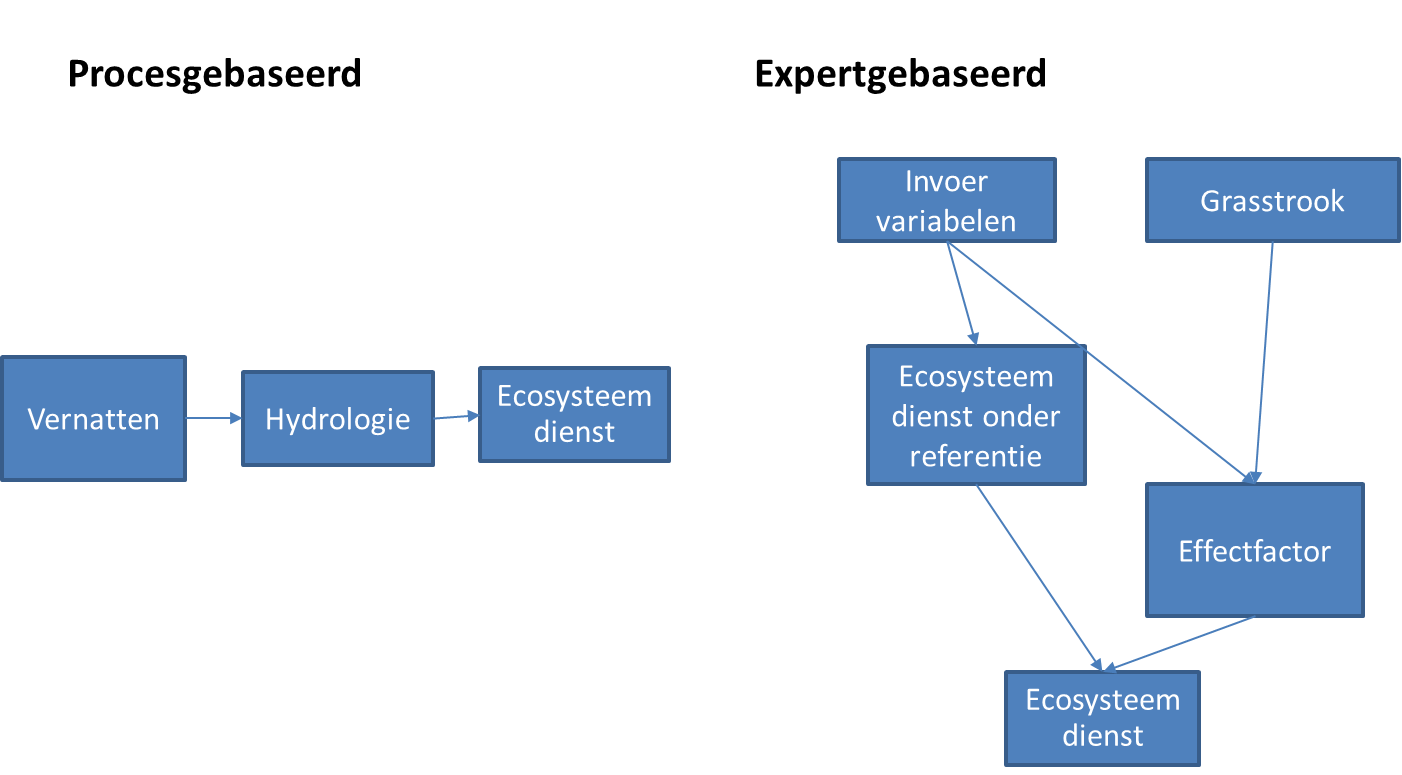 Procesgebaseerd
Expertgebaseerd
Invoer
variabelen
Grasstrook
Vernatten
Hydrologie
Ecosysteem
dienst
Ecosysteem
dienst onder
referentie
Effectfactor
Ecosysteem
dienst